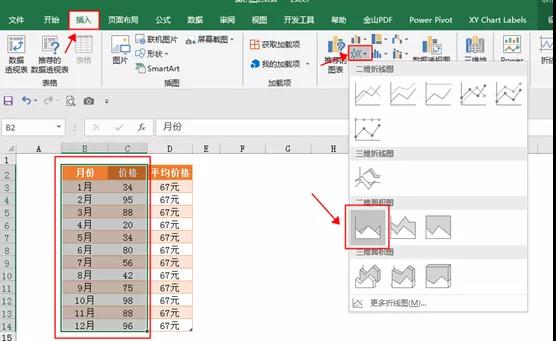 Excel
文件 开始 插入 页面布局 公式 数据 审阅 视图 开发工具 帮助 金山PDF Power Pivot XY Chart Labels
数据透视表 推荐的数据透视表 表格
表格
联机图片
形状
SmartArt
屏幕截图
插图
获取加载项
我的加载项
加载项
推荐的图表
数据透视图 三维地 Power 折线
B2
月份
A B C D E F G H
1
2 月份 价格 平均价格
3 1月 34 67元
4 2月 95 67元
5 3月 88 67元
6 4月 20 67元
7 5月 34 67元
8 6月 80 67元
9 7月 56 67元
10 8月 42 67元
11 9月 75 67元
12 10月 98 67元
13 11月 88 67元
14 12月 96 67元
15
二维折线图
三维折线图
二维面积图
三维面积图
更多折线图(M)...